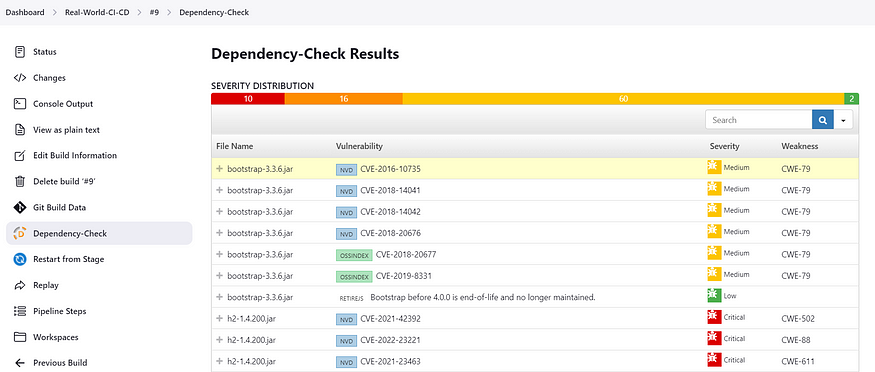 Dashboard > Real-World-CI-CD > #9 > Dependency-Check
Status
Changes
Console Output
View as plain text
Edit Build Information
Delete build '#9'
Git Build Data
Dependency-Check
Restart from Stage
Replay
Pipeline Steps
Workspaces
Previous Build
Dependency-Check Results
SEVERITY DISTRIBUTION
10 16 60 2
Search
File Name Vulnerability Severity Weakness
bootstrap-3.3.6.jar NVD CVE-2016-10735 Medium CWE-79
bootstrap-3.3.6.jar NVD CVE-2018-14041 Medium CWE-79
bootstrap-3.3.6.jar NVD CVE-2018-14042 Medium CWE-79
bootstrap-3.3.6.jar NVD CVE-2018-20676 Medium CWE-79
bootstrap-3.3.6.jar OSSINDEX CVE-2018-20677 Medium CWE-79
bootstrap-3.3.6.jar OSSINDEX CVE-2019-8331 Medium CWE-79
bootstrap-3.3.6.jar RETIREJS Bootstrap before 4.0.0 is end-of-life and no longer maintained. Low
h2-1.4.200.jar NVD CVE-2021-42392 Critical CWE-502
h2-1.4.200.jar NVD CVE-2022-23221 Critical CWE-88
h2-1.4.200.jar NVD CVE-2021-23463 Critical CWE-611